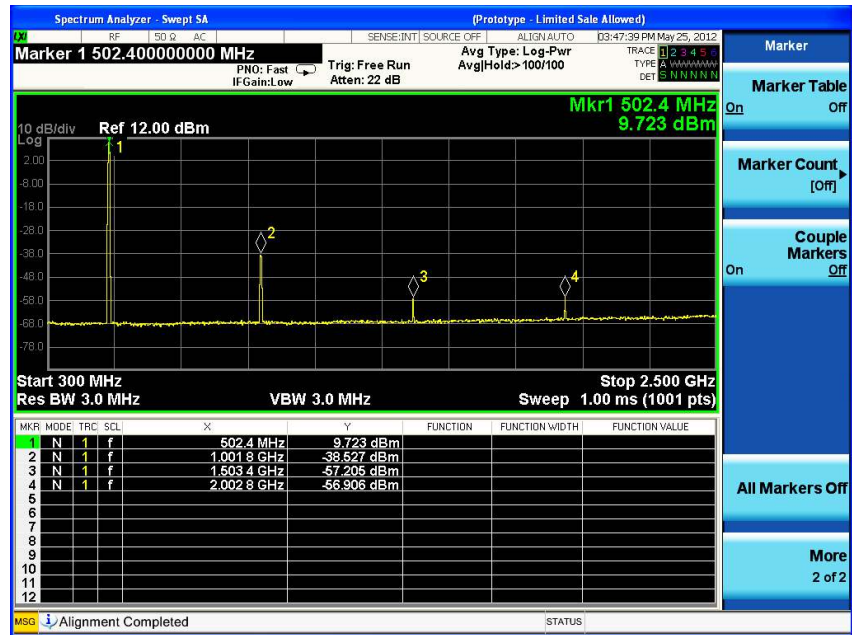 Spectrum Analyzer - Swept SA (Prototype - Limited Sale Allowed)
LXI RF 50 Ω AC SENSE:INT SOURCE OFF ALIGN AUTO 03:47:39 PM May 25, 2012
Marker 1 502.400000000 MHz
PNO: Fast
IFGain:Low
Trig: Free Run
Atten: 22 dB
Avg Type: Log-Pwr
Avg|Hold:>100/100
TRACE 1 2 3 4 5 6
TYPE A WWWWW
DET S N N N N N
Mkr1 502.4 MHz
9.723 dBm
10 dB/div Ref 12.00 dBm
Log
1
2.00
-8.00
-18.0
-28.0
2
-38.0
-48.0
3
4
-58.0
-68.0
-78.0
Start 300 MHz Stop 2.500 GHz
Res BW 3.0 MHz VBW 3.0 MHz Sweep 1.00 ms (1001 pts)
MKR MODE TRC SCL X Y FUNCTION FUNCTION WIDTH FUNCTION VALUE
1 N 1 f 502.4 MHz 9.723 dBm
2 N 1 f 1.001 8 GHz -38.527 dBm
3 N 1 f 1.503 4 GHz -57.205 dBm
4 N 1 f 2.002 8 GHz -56.906 dBm
5
6
7
8
9
10
11
12
MSG Alignment Completed STATUS
Marker
Marker Table
On Off
Marker Count
[Off]
Couple
Markers
On Off
All Markers Off
More
2 of 2